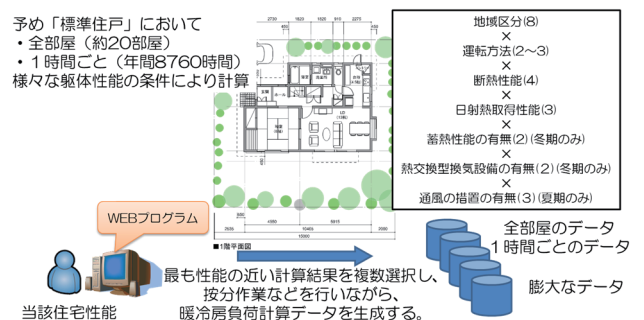 予め「標準住戸」において
・全部屋（約20部屋）
・１時間ごと（年間8760時間）
様々な躯体性能の条件により計算
地域区分(8)
×
運転方法(2～3)
×
断熱性能(4)
×
日射熱取得性能(3)
×
蓄熱性能の有無(2)(冬期のみ)
×
熱交換型換気設備の有無(2)(冬期のみ)
×
通風の措置の有無(3)(夏期のみ)
WEBプログラム
■1階平面図
全部屋のデータ
１時間ごとのデータ
膨大なデータ
最も性能の近い計算結果を複数選択し、
按分作業などを行いながら、
暖冷房負荷計算データを生成する。
当該住宅性能